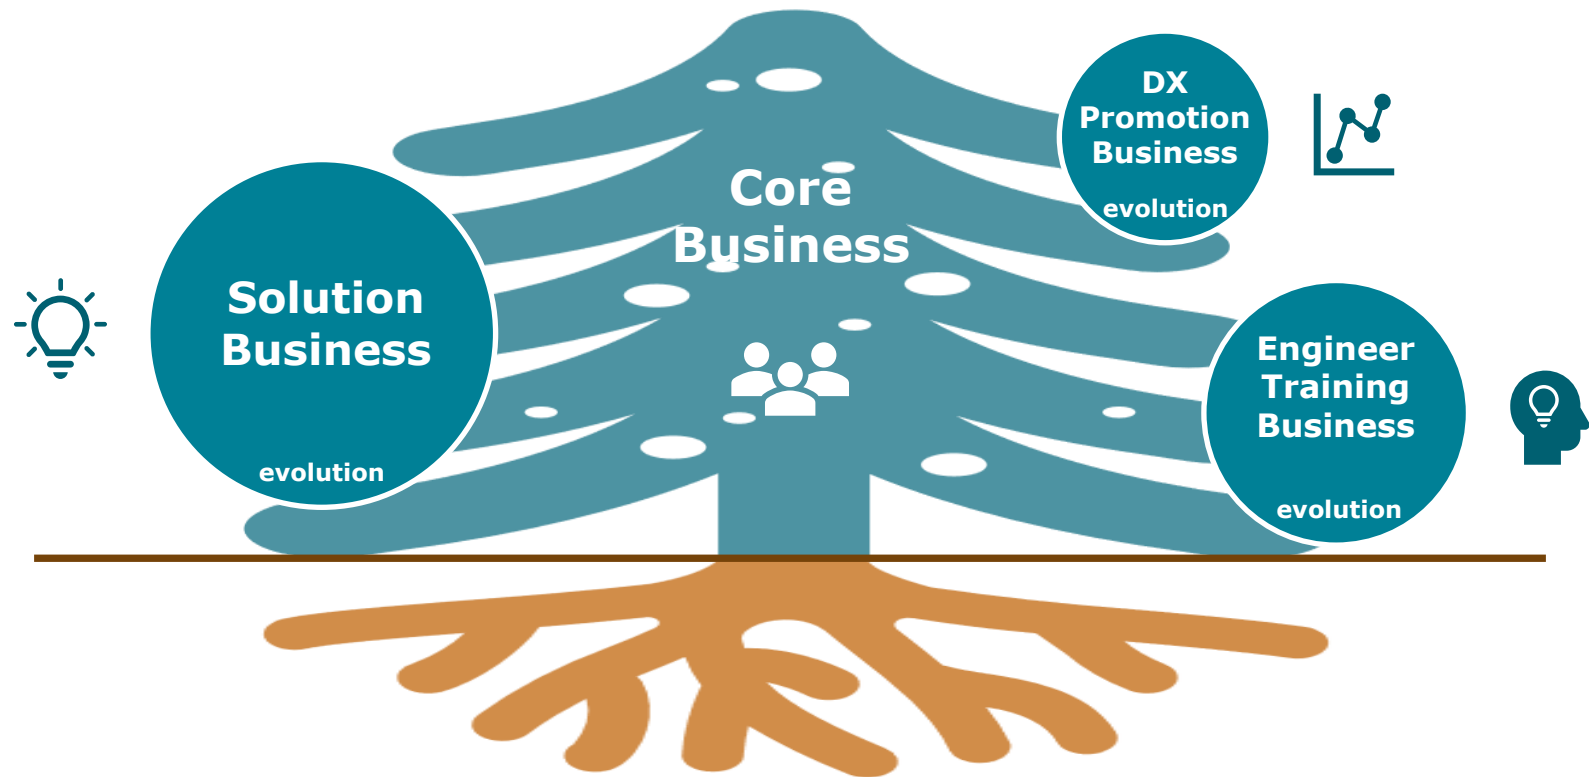 Core
Business
Solution
Business
evolution
DX
Promotion
Business
evolution
Engineer
Training
Business
evolution